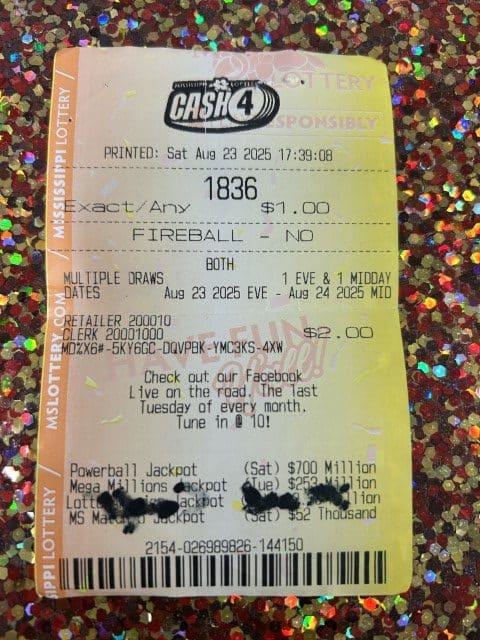 LOTTERY
RESPONSIBLY
MISSISSIPPI LOTTERY
CASH 4
PRINTED: Sat Aug 23 2025 17:39:08
1836
Exact/Any $1.00
FIREBALL - NO
BOTH
MULTIPLE DRAWS 1 EVE & 1 MIDDAY
DATES Aug 23 2025 EVE - Aug 24 2025 MID
RETAILER 200010
CLERK 20001000 $2.00
MD%X6#-5KY6GC-DQVPBK-YMC3KS-4XW
HAVE FUN
Check out our Facebook
Live on the road. The last
Tuesday of every month.
Tune in @ 10!
Powerball Jackpot (Sat) $700 Million
Mega Millions Jackpot (Tue) $253 Million
Jackpot
MS Match 5 Jackpot (Sat) $52 Thousand
2154-026989826-144150
MISSISSIPPI LOTTERY /
MSLOTTERY.COM /
SIPPI LOTTERY /